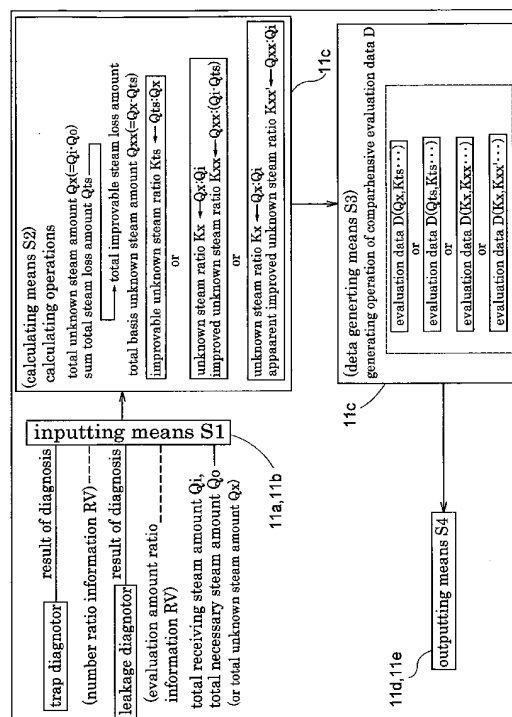 trap diagnotor
result of diagnosis
(number ratio information RV)
leakage diagnotor
result of diagnosis
(evaluation amount ratio
information RV)
total receiving steam amount Qi,
total necessary steam amount Qo
(or total unknown steam amount Qx)
inputting means S1
11a,11b
(calculating means S2)
calculating operations
total unknown steam amount Qx(=Qi-Qo)
sum total steam loss amount Qts
total improvable steam loss amount
total basis unknown steam amount Qxx(=Qx-Qts)
improvable unknown steam ratio Kts Qts:Qx
or
unknown steam ratio Kx Qx:Qi
improved unknown steam ratio Kxx Qxx:(Qi-Qts)
or
unknown steam ratio Kx Qx:Qi
appaarent improved unknown steam ratio Kxx' Qxx:Qi
11c
(deta generting means S3)
generating operation of comparhensive evaluation data D
evaluation data D(Qx,Kts···)
or
evaluation data D(Qts,Kts···)
or
evaluation data D(Kx,Kxx···)
or
evaluation data D(Kx,Kxx'···)
11c
outputting means S4
11d,11e